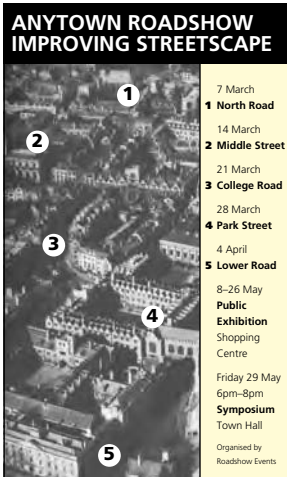 ANYTOWN ROADSHOW
IMPROVING STREETSCAPE
1
2
3
4
5
7 March
1 North Road
14 March
2 Middle Street
21 March
3 College Road
28 March
4 Park Street
4 April
5 Lower Road
8–26 May
Public
Exhibition
Shopping
Centre
Friday 29 May
6pm–8pm
Symposium
Town Hall
Organised by
Roadshow Events